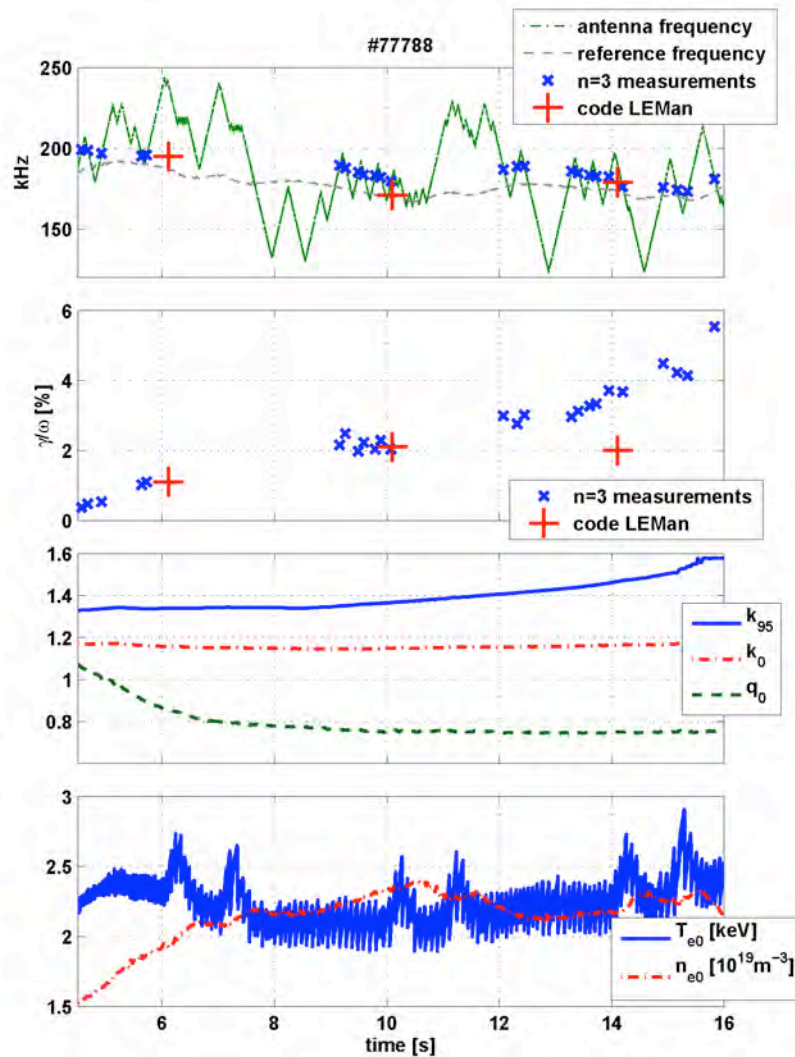 #77788
antenna frequency
reference frequency
n=3 measurements
code LEMan
250
200
150
kHz
6
4
2
0
γ/ω [%]
n=3 measurements
code LEMan
1.6
1.4
1.2
1
0.8
k95
k0
q0
3
2.5
2
1.5
Te0 [keV]
ne0 [10^19 m^-3]
6 8 10 12 14 16
time [s]